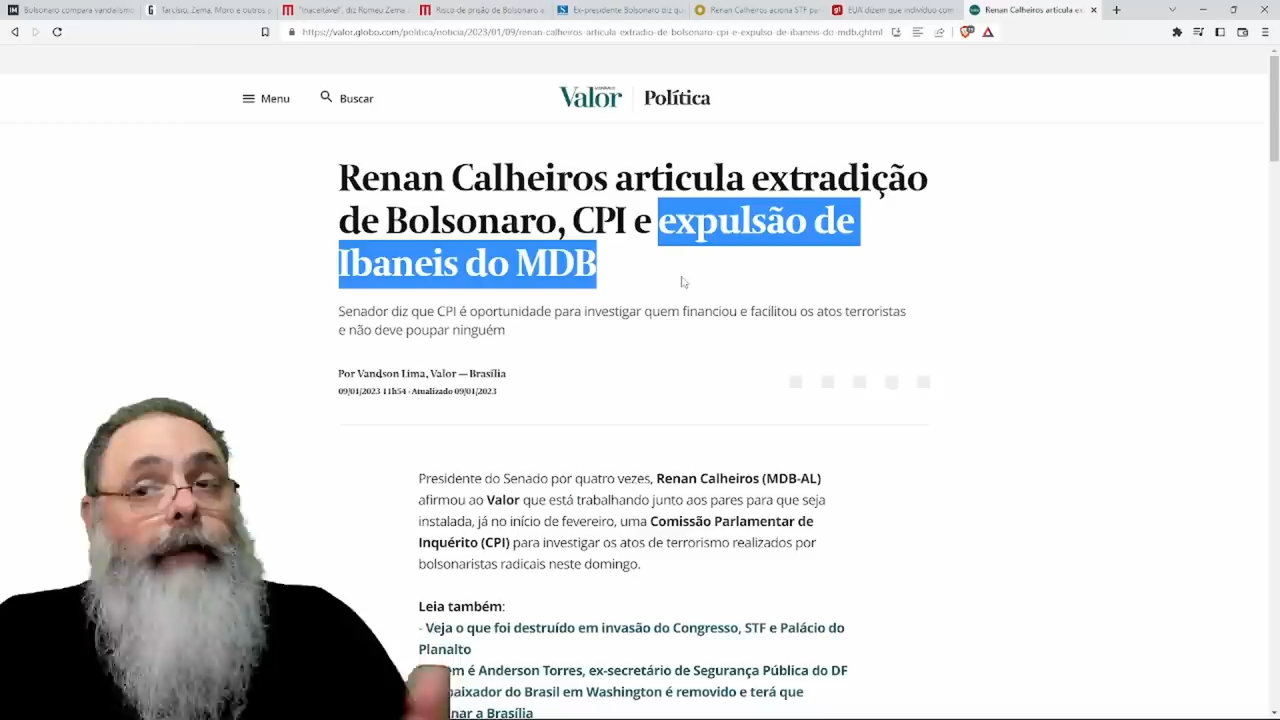 Bolsonaro compara vandalismo
Tarcísio, Zema, Moro e outros p
"Inaceitável", diz Romeu Zema
Risco de prisão de Bolsonaro e
Ex-presidente Bolsonaro diz qu
Renan Calheiros aciona STF pa
EUA dizem que indivíduo com
Renan Calheiros articula ex
https://valor.globo.com/politica/noticia/2023/01/09/renan-calheiros-articula-extradio-de-bolsonaro-cpi-e-expulso-de-ibaneis-do-mdb.ghtml
Menu
Buscar
Valor
Política
Renan Calheiros articula extradição
de Bolsonaro, CPI e expulsão de
Ibaneis do MDB
Senador diz que CPI é oportunidade para investigar quem financiou e facilitou os atos terroristas
e não deve poupar ninguém
Por Vandson Lima, Valor — Brasília
09/01/2023 11h54 · Atualizado 09/01/2023
Presidente do Senado por quatro vezes, Renan Calheiros (MDB-AL)
afirmou ao Valor que está trabalhando junto aos pares para que seja
instalada, já no início de fevereiro, uma Comissão Parlamentar de
Inquérito (CPI) para investigar os atos de terrorismo realizados por
bolsonaristas radicais neste domingo.
Leia também:
- Veja o que foi destruído em invasão do Congresso, STF e Palácio do
Planalto
em é Anderson Torres, ex-secretário de Segurança Pública do DF
baixador do Brasil em Washington é removido e terá que
nar a Brasília